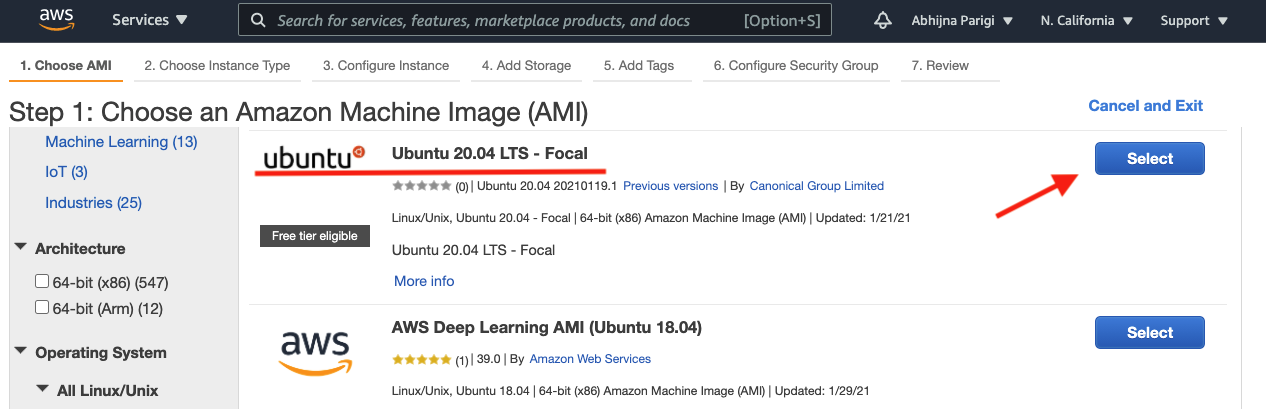 aws Services Search for services, features, marketplace products, and docs [Option+S] Abhijna Parigi N. California Support
1. Choose AMI 2. Choose Instance Type 3. Configure Instance 4. Add Storage 5. Add Tags 6. Configure Security Group 7. Review
Step 1: Choose an Amazon Machine Image (AMI) Cancel and Exit
Machine Learning (13)
IoT (3)
Industries (25)
Architecture
64-bit (x86) (547)
64-bit (Arm) (12)
Operating System
All Linux/Unix
ubuntu Ubuntu 20.04 LTS - Focal Select
(0) | Ubuntu 20.04 20210119.1 Previous versions | By Canonical Group Limited
Linux/Unix, Ubuntu 20.04 - Focal | 64-bit (x86) Amazon Machine Image (AMI) | Updated: 1/21/21
Free tier eligible
Ubuntu 20.04 LTS - Focal
More info
aws AWS Deep Learning AMI (Ubuntu 18.04) Select
(1) | 39.0 | By Amazon Web Services
Linux/Unix, Ubuntu 18.04 | 64-bit (x86) Amazon Machine Image (AMI) | Updated: 1/29/21